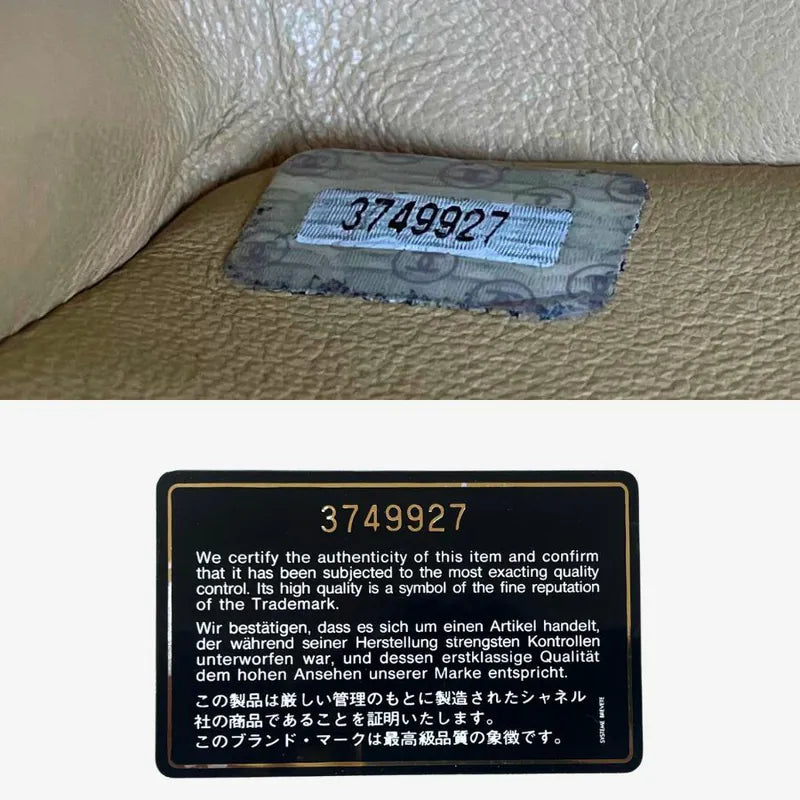 3749927
3749927
We certify the authenticity of this item and confirm
that it has been subjected to the most exacting quality
control. Its high quality is a symbol of the fine reputation
of the Trademark.
Wir bestätigen, dass es sich um einen Artikel handelt,
der während seiner Herstellung strengsten Kontrollen
unterworfen war, und dessen erstklassige Qualität
dem hohen Ansehen unserer Marke entspricht.
この製品は厳しい管理のもとに製造されたシャネル
社の商品であることを証明いたします。
このブランド・マークは最高級品質の象徴です。
SYSTEME BREVETE